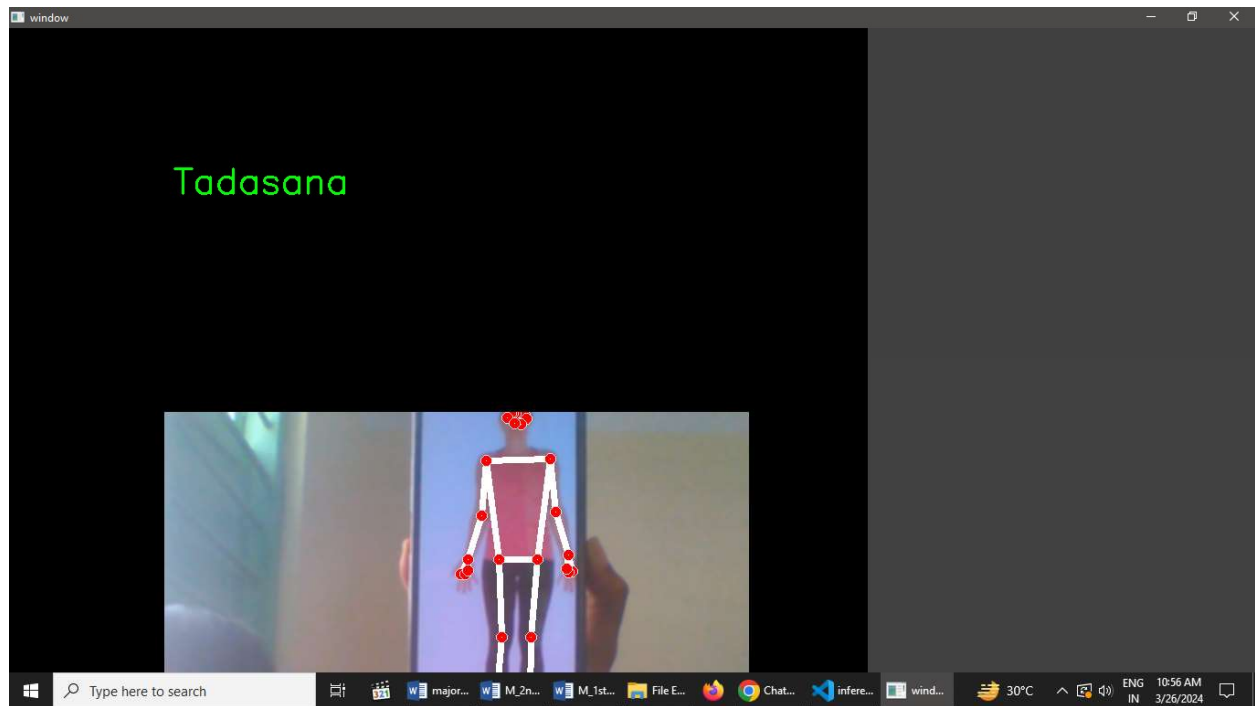 window
Tadasana
Type here to search
321
major...
M_2n...
M_1st...
File E...
Chat...
infere...
wind...
30°C
ENG
IN
10:56 AM
3/26/2024